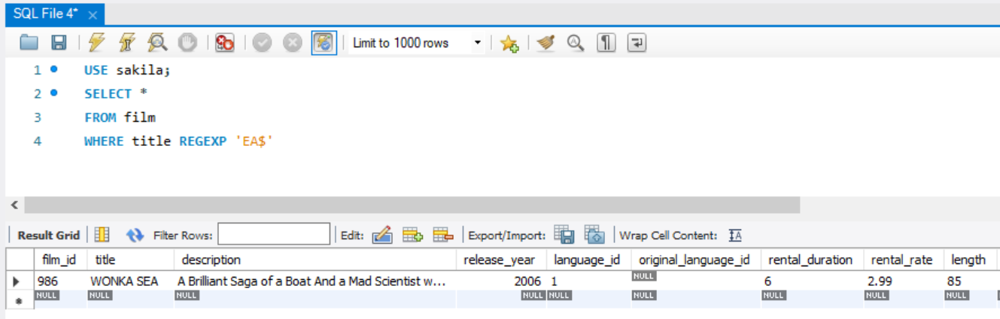 SQL File 4*
Limit to 1000 rows
1 USE sakila;
2 SELECT *
3 FROM film
4 WHERE title REGEXP 'EA$'
Result Grid Filter Rows: Edit: Export/Import: Wrap Cell Content: IA
film_id title description release_year language_id original_language_id rental_duration rental_rate length
986 WONKA SEA A Brilliant Saga of a Boat And a Mad Scientist w... 2006 1 NULL 6 2.99 85
NULL NULL NULL NULL NULL NULL NULL NULL NULL